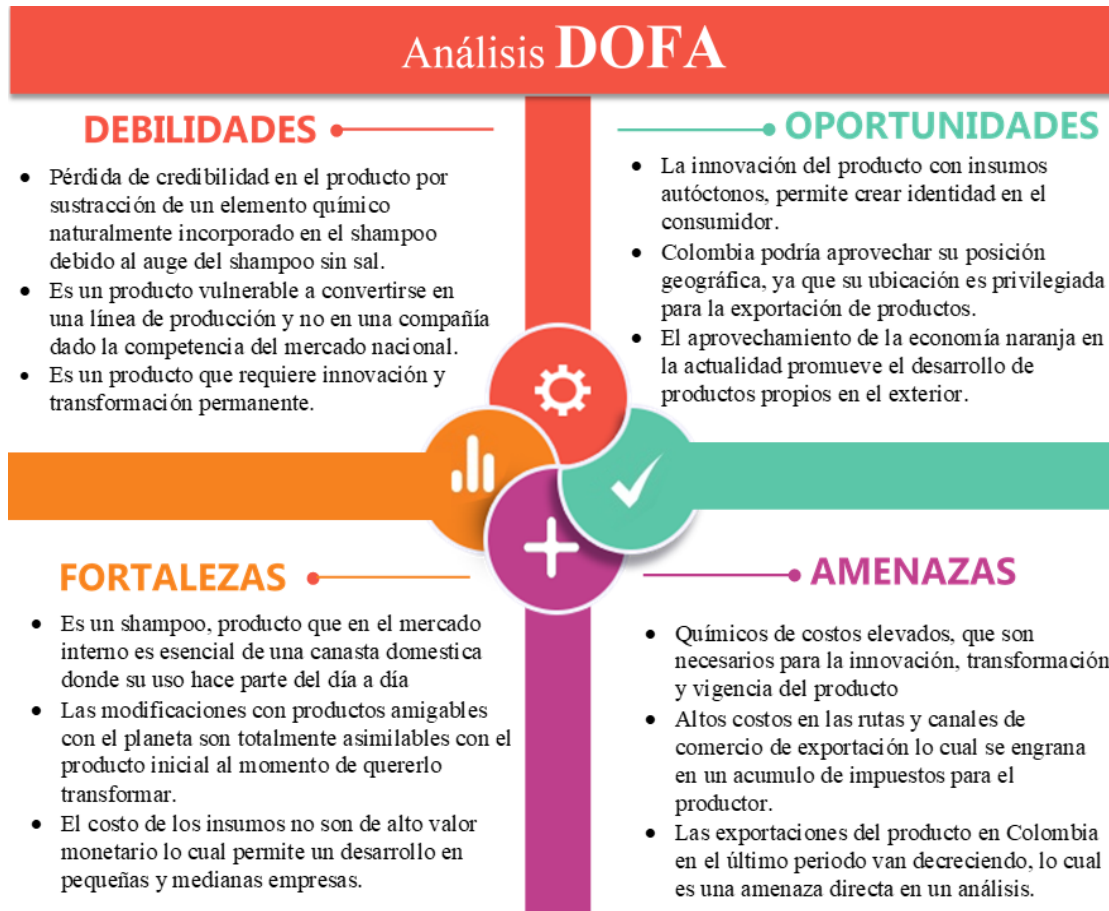 Análisis DOFA
DEBILIDADES
• Pérdida de credibilidad en el producto por
sustracción de un elemento químico
naturalmente incorporado en el shampoo
debido al auge del shampoo sin sal.
• Es un producto vulnerable a convertirse en
una línea de producción y no en una compañía
dado la competencia del mercado nacional.
• Es un producto que requiere innovación y
transformación permanente.
OPORTUNIDADES
• La innovación del producto con insumos
autóctonos, permite crear identidad en el
consumidor.
• Colombia podría aprovechar su posición
geográfica, ya que su ubicación es privilegiada
para la exportación de productos.
• El aprovechamiento de la economía naranja en
la actualidad promueve el desarrollo de
productos propios en el exterior.
FORTALEZAS
• Es un shampoo, producto que en el mercado
interno es esencial de una canasta domestica
donde su uso hace parte del día a día
• Las modificaciones con productos amigables
con el planeta son totalmente asimilables con el
producto inicial al momento de quererlo
transformar.
• El costo de los insumos no son de alto valor
monetario lo cual permite un desarrollo en
pequeñas y medianas empresas.
AMENAZAS
• Químicos de costos elevados, que son
necesarios para la innovación, transformación
y vigencia del producto
• Altos costos en las rutas y canales de
comercio de exportación lo cual se engrana
en un acumulo de impuestos para el
productor.
• Las exportaciones del producto en Colombia
en el último periodo van decreciendo, lo cual
es una amenaza directa en un análisis.